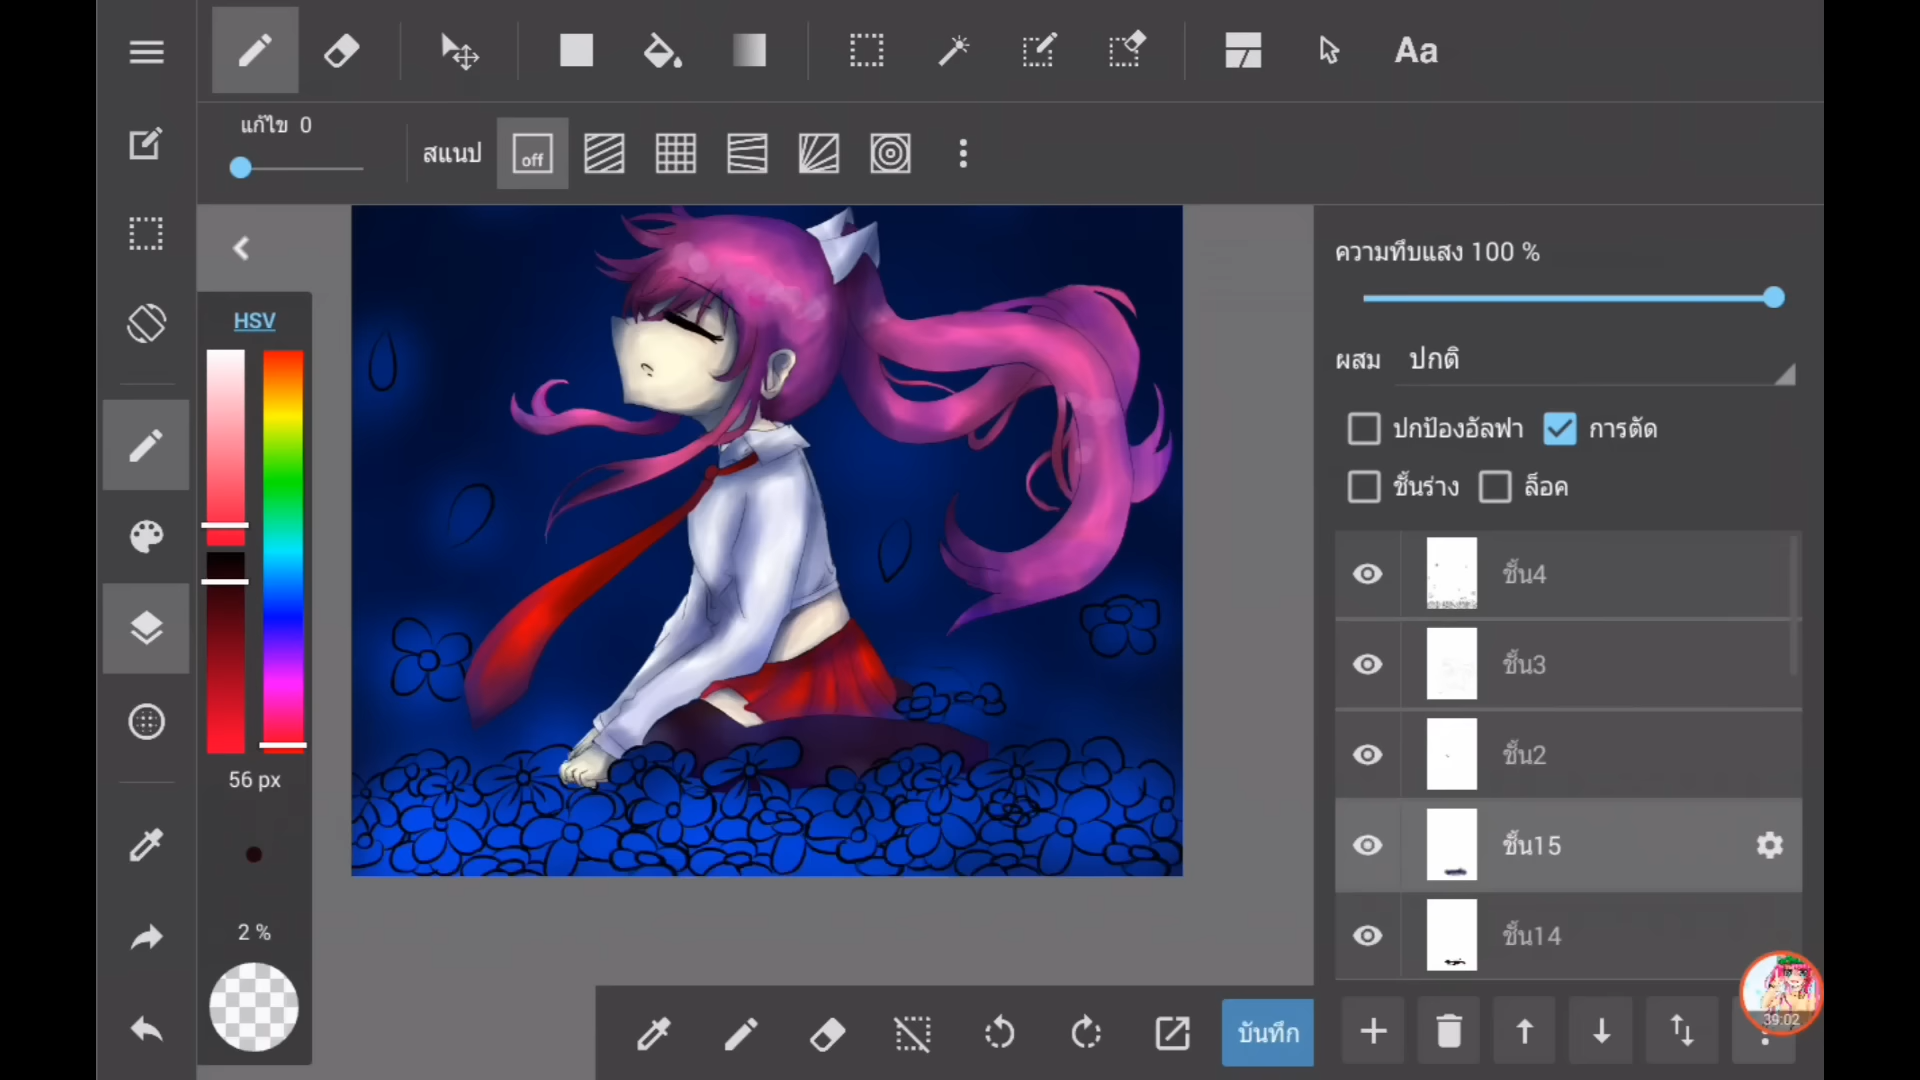 Aa
แก้ไข 0
สแนป
off
HSV
56 px
2 %
ความทึบแสง 100 %
ผสม ปกติ
ปกป้องอัลฟา การตัด
ชั้นร่าง ล็อค
ชั้น4
ชั้น3
ชั้น2
ชั้น15
ชั้น14
บันทึก
39:02